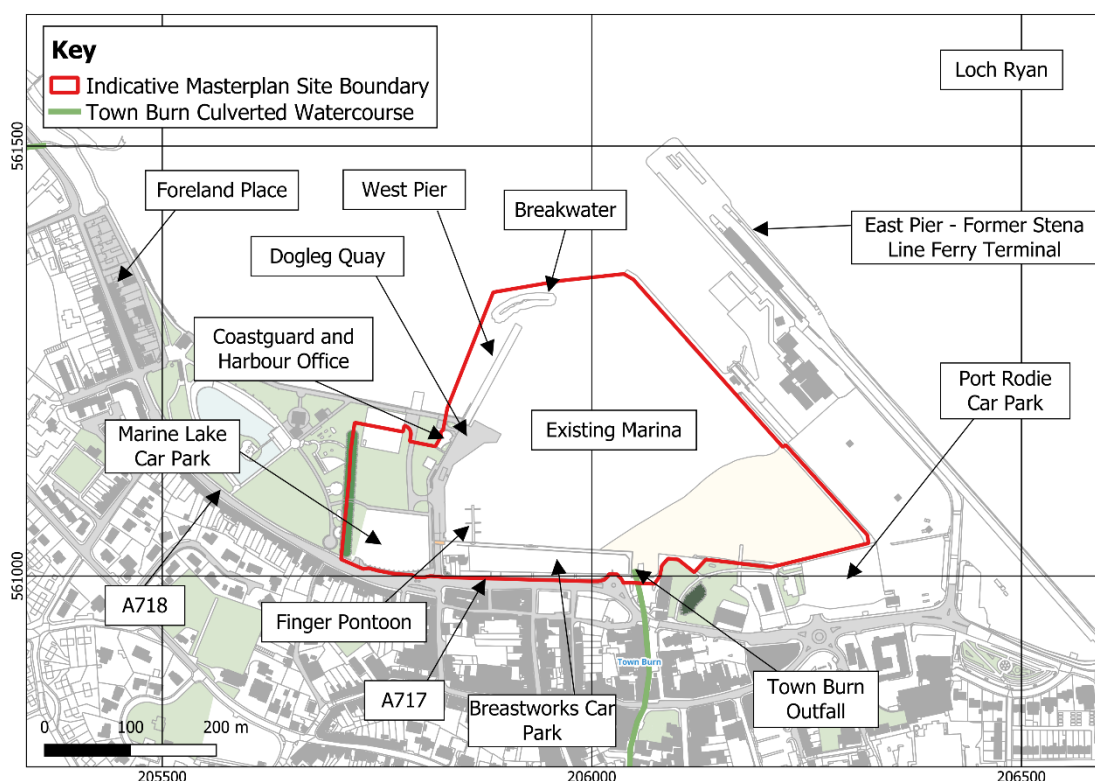 Key
Indicative Masterplan Site Boundary
Town Burn Culverted Watercourse
Loch Ryan
561500
Foreland Place
West Pier
Breakwater
East Pier - Former Stena
Line Ferry Terminal
Dogleg Quay
Coastguard and
Harbour Office
Port Rodie
Car Park
Marine Lake
Car Park
Existing Marina
561000
A718
Finger Pontoon
A717
Breastworks Car
Park
Town Burn
Town Burn
Outfall
0 100 200 m
205500
206000
206500